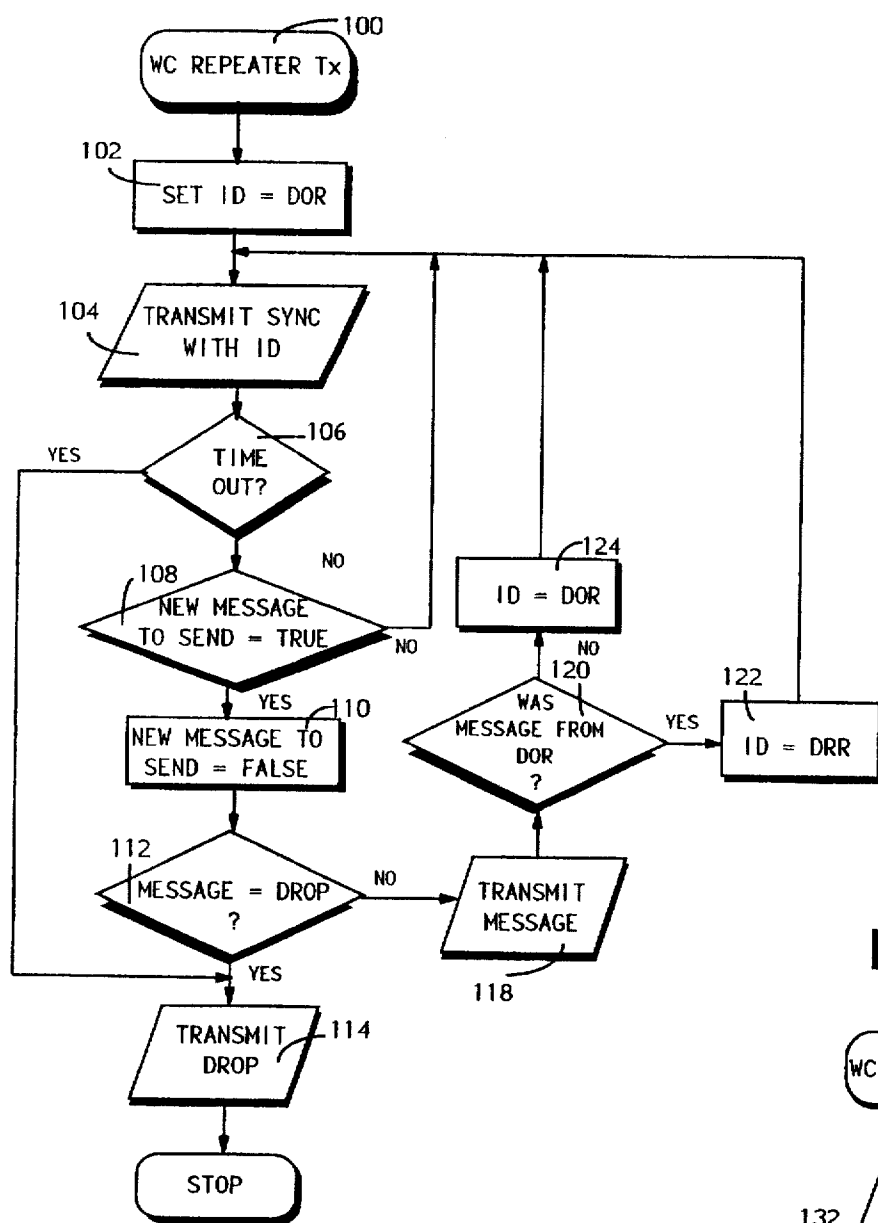 100
WC REPEATER Tx
102
SET ID = DOR
104
TRANSMIT SYNC
WITH ID
106
YES
TIME
OUT?
NO
108
NEW MESSAGE
TO SEND = TRUE
NO
YES
110
NEW MESSAGE TO
SEND = FALSE
112
MESSAGE = DROP
?
NO
YES
TRANSMIT
MESSAGE
118
120
WAS
MESSAGE FROM
DOR
?
NO
YES
124
ID = DOR
122
ID = DRR
TRANSMIT
DROP
114
STOP
WC
132